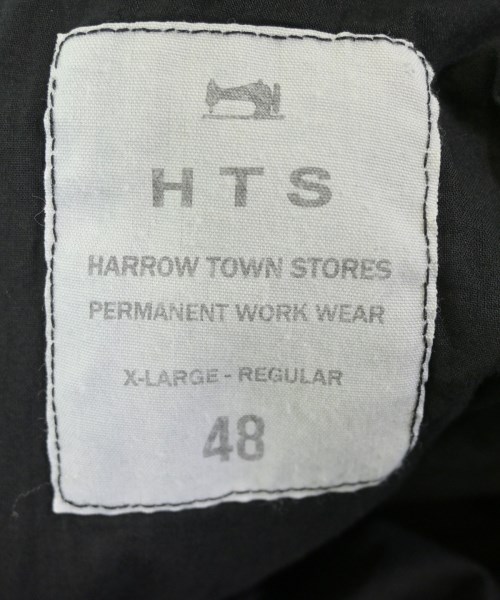 HTS
HARROW TOWN STORES
PERMANENT WORK WEAR
X-LARGE - REGULAR
48